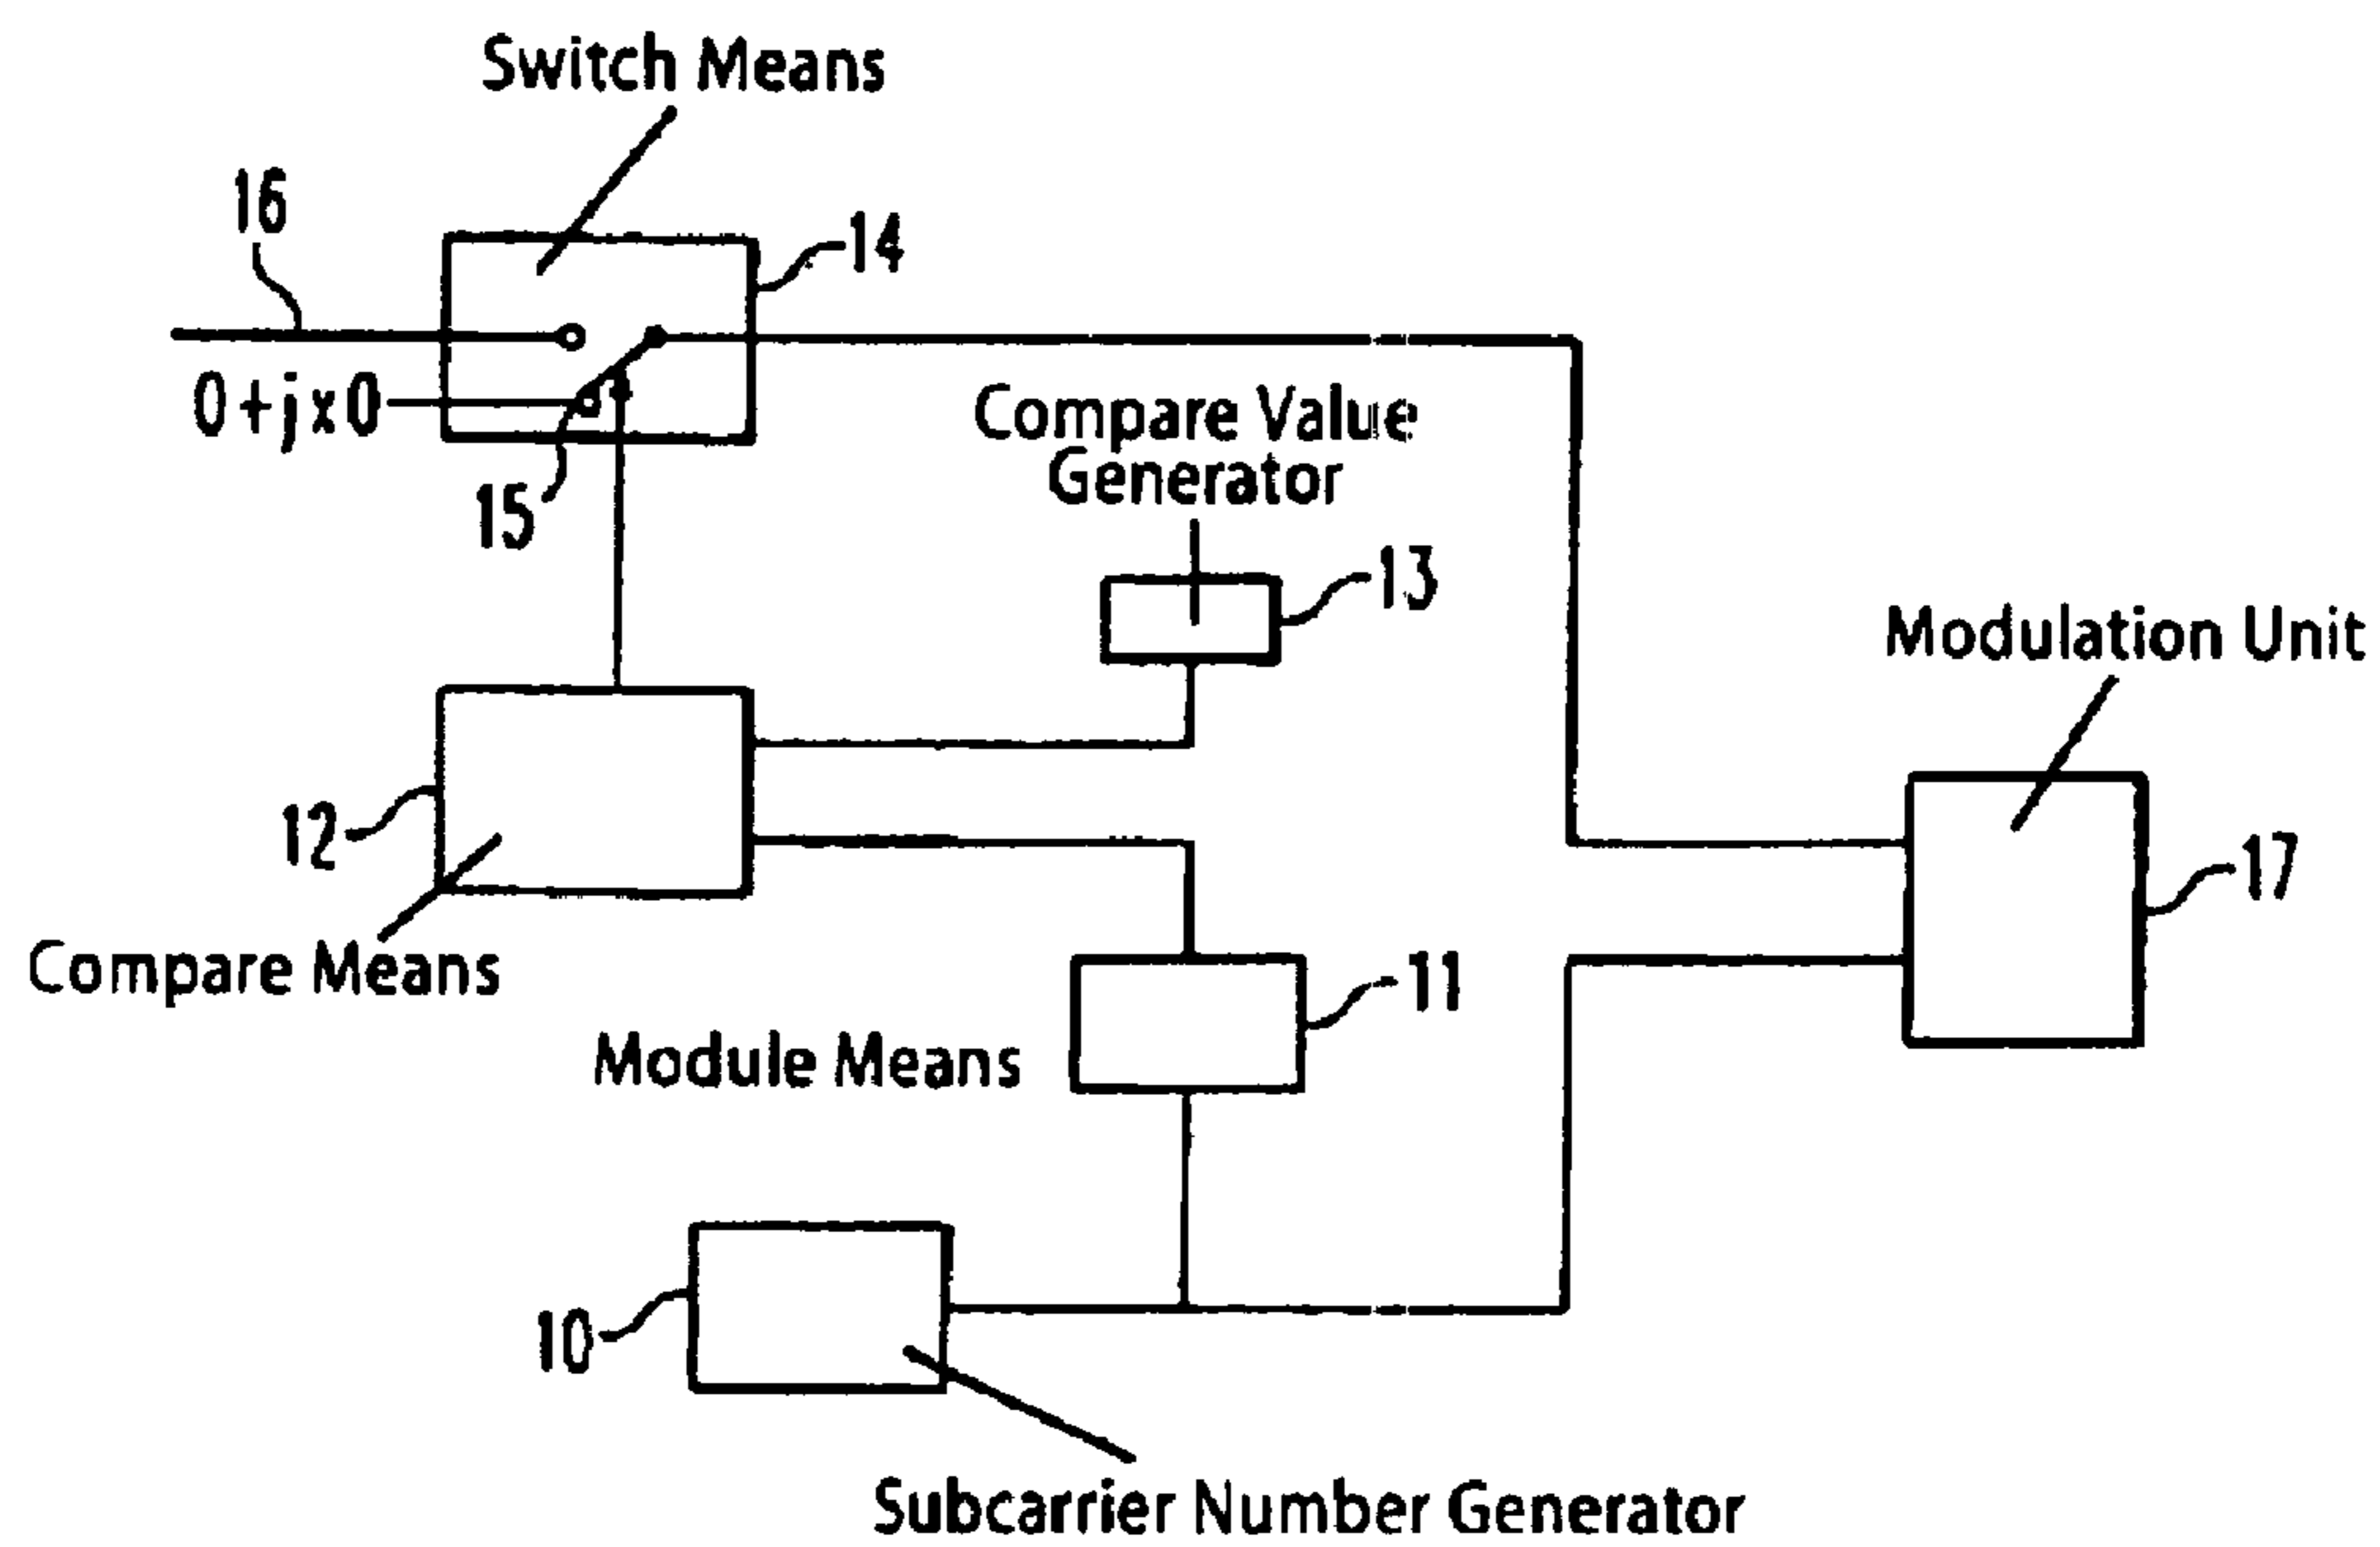 Switch Means
16
14
0+jx0
Compare Value
Generator
15
13
Modulation Unit
12
17
Compare Means
11
Module Means
10
Subcarrier Number Generator